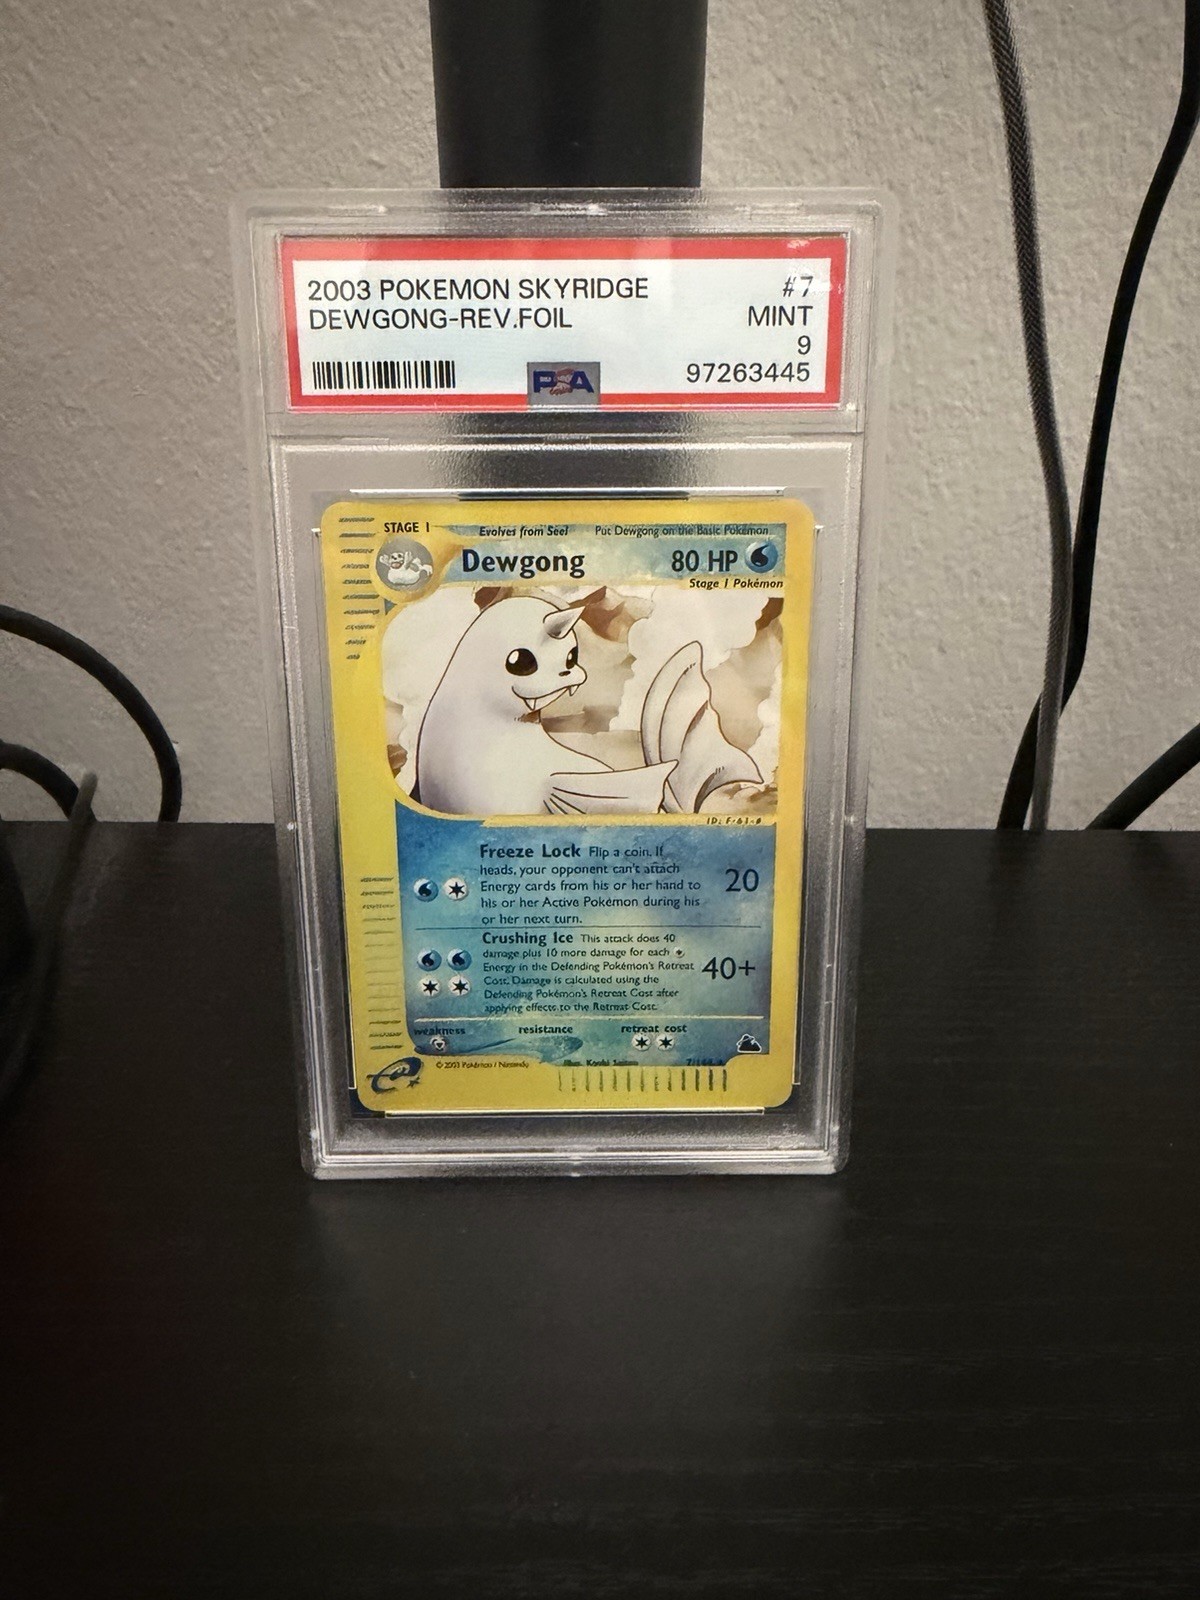 2003 POKEMON SKYRIDGE #7
DEWGONG-REV.FOIL MINT
9
PSA 97263445
STAGE 1 Evolves from Seel Put Dewgong on the Basic Pokémon
Dewgong 80 HP
Stage 1 Pokémon
Freeze Lock Flip a coin. If
heads, your opponent can't attach
Energy cards from his or her hand to
his or her Active Pokémon during his
or her next turn.
20
Crushing Ice This attack does 40
damage plus 10 more damage for each
Energy in the Defending Pokémon's Retreat
Cost. Damage is calculated using the
Defending Pokémon's Retreat Cost after
applying effects to the Retreat Cost.
40+
weakness resistance retreat cost
e
© 2003 Pokémon / Nintendo Illus.